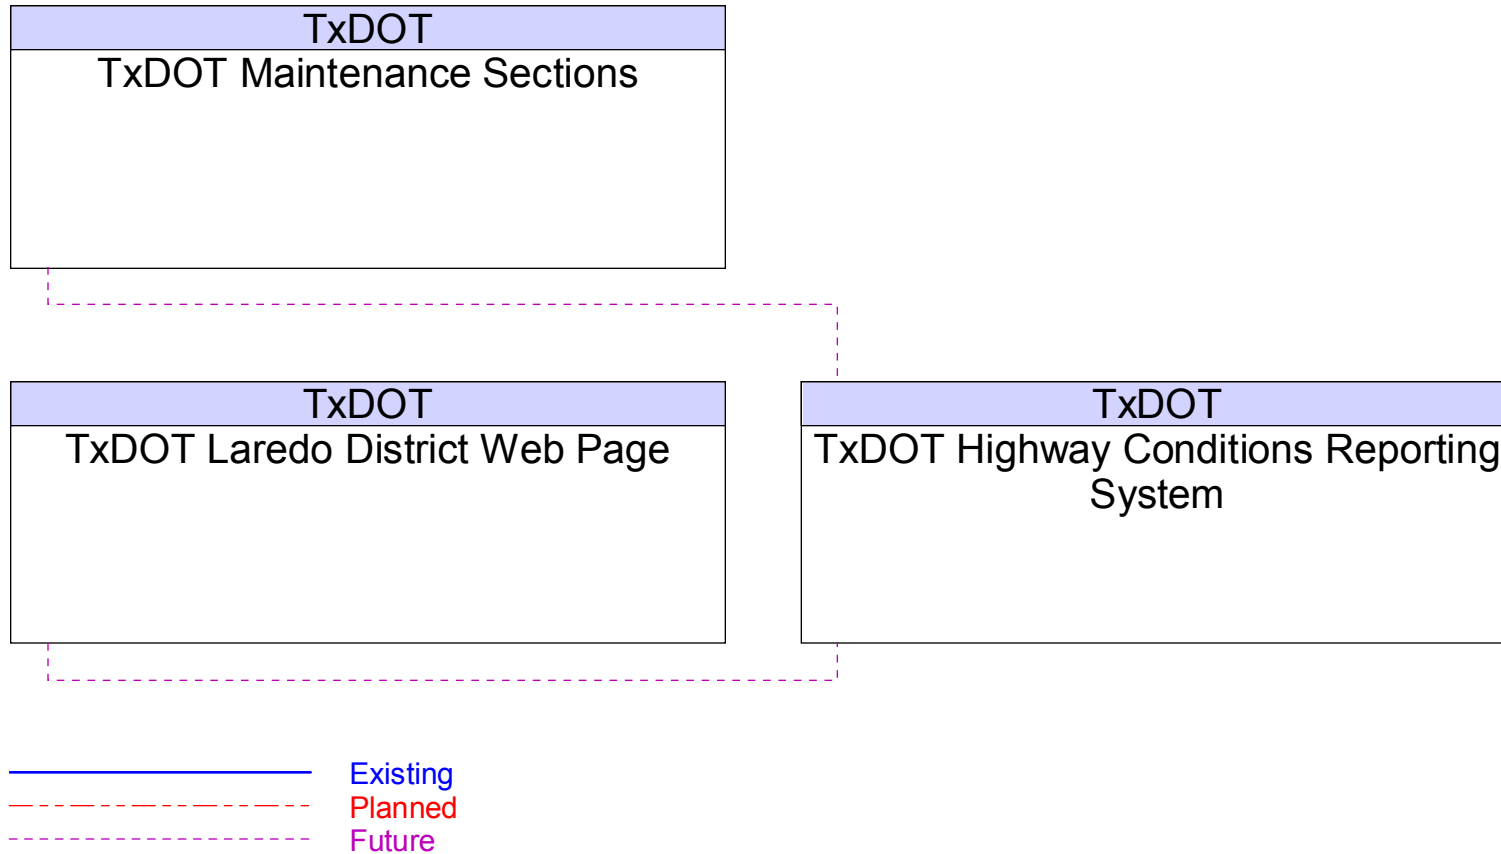 TxDOT
TxDOT Maintenance Sections
TxDOT
TxDOT Laredo District Web Page
TxDOT
TxDOT Highway Conditions Reporting
System
Existing
Planned
Future